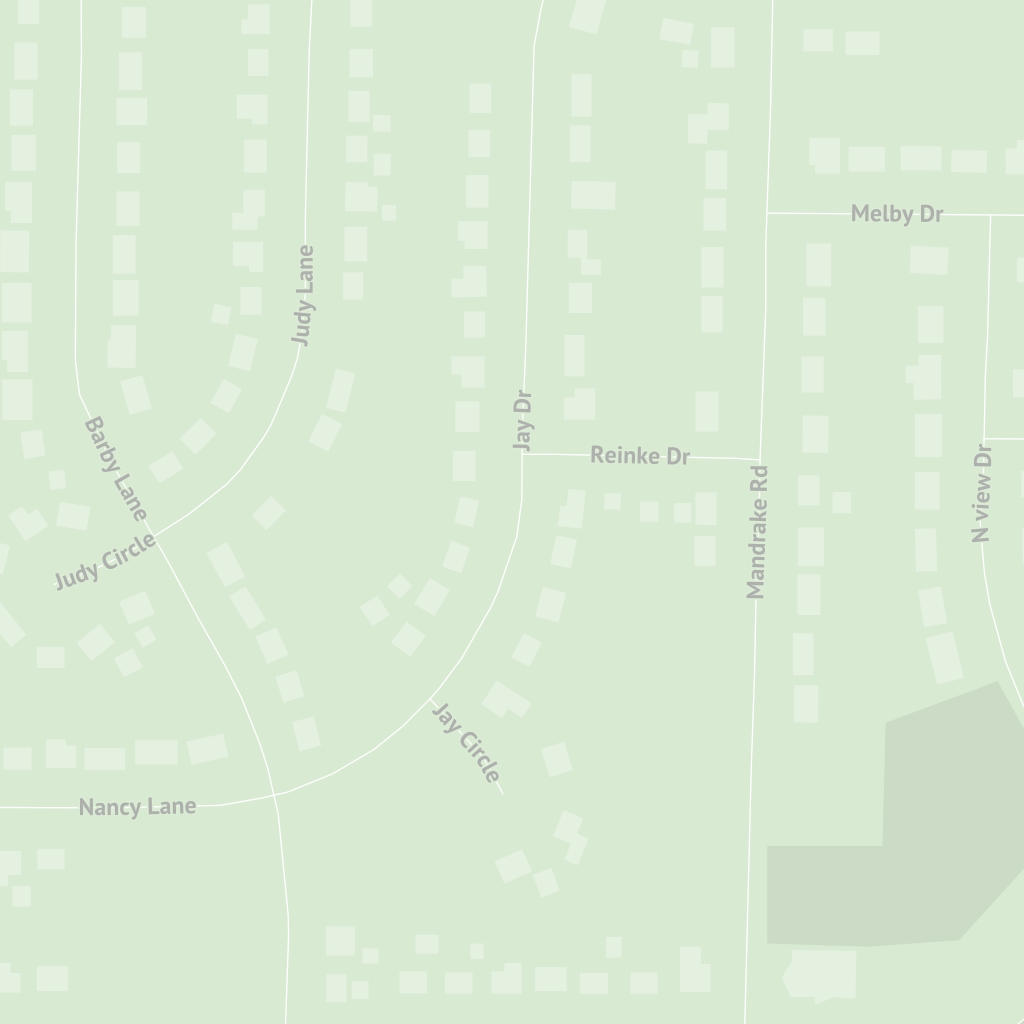 Melby Dr
Judy Lane
Jay Dr
Barby Lane
Reinke Dr
N view Dr
Mandrake Rd
Judy Circle
Jay Circle
Nancy Lane